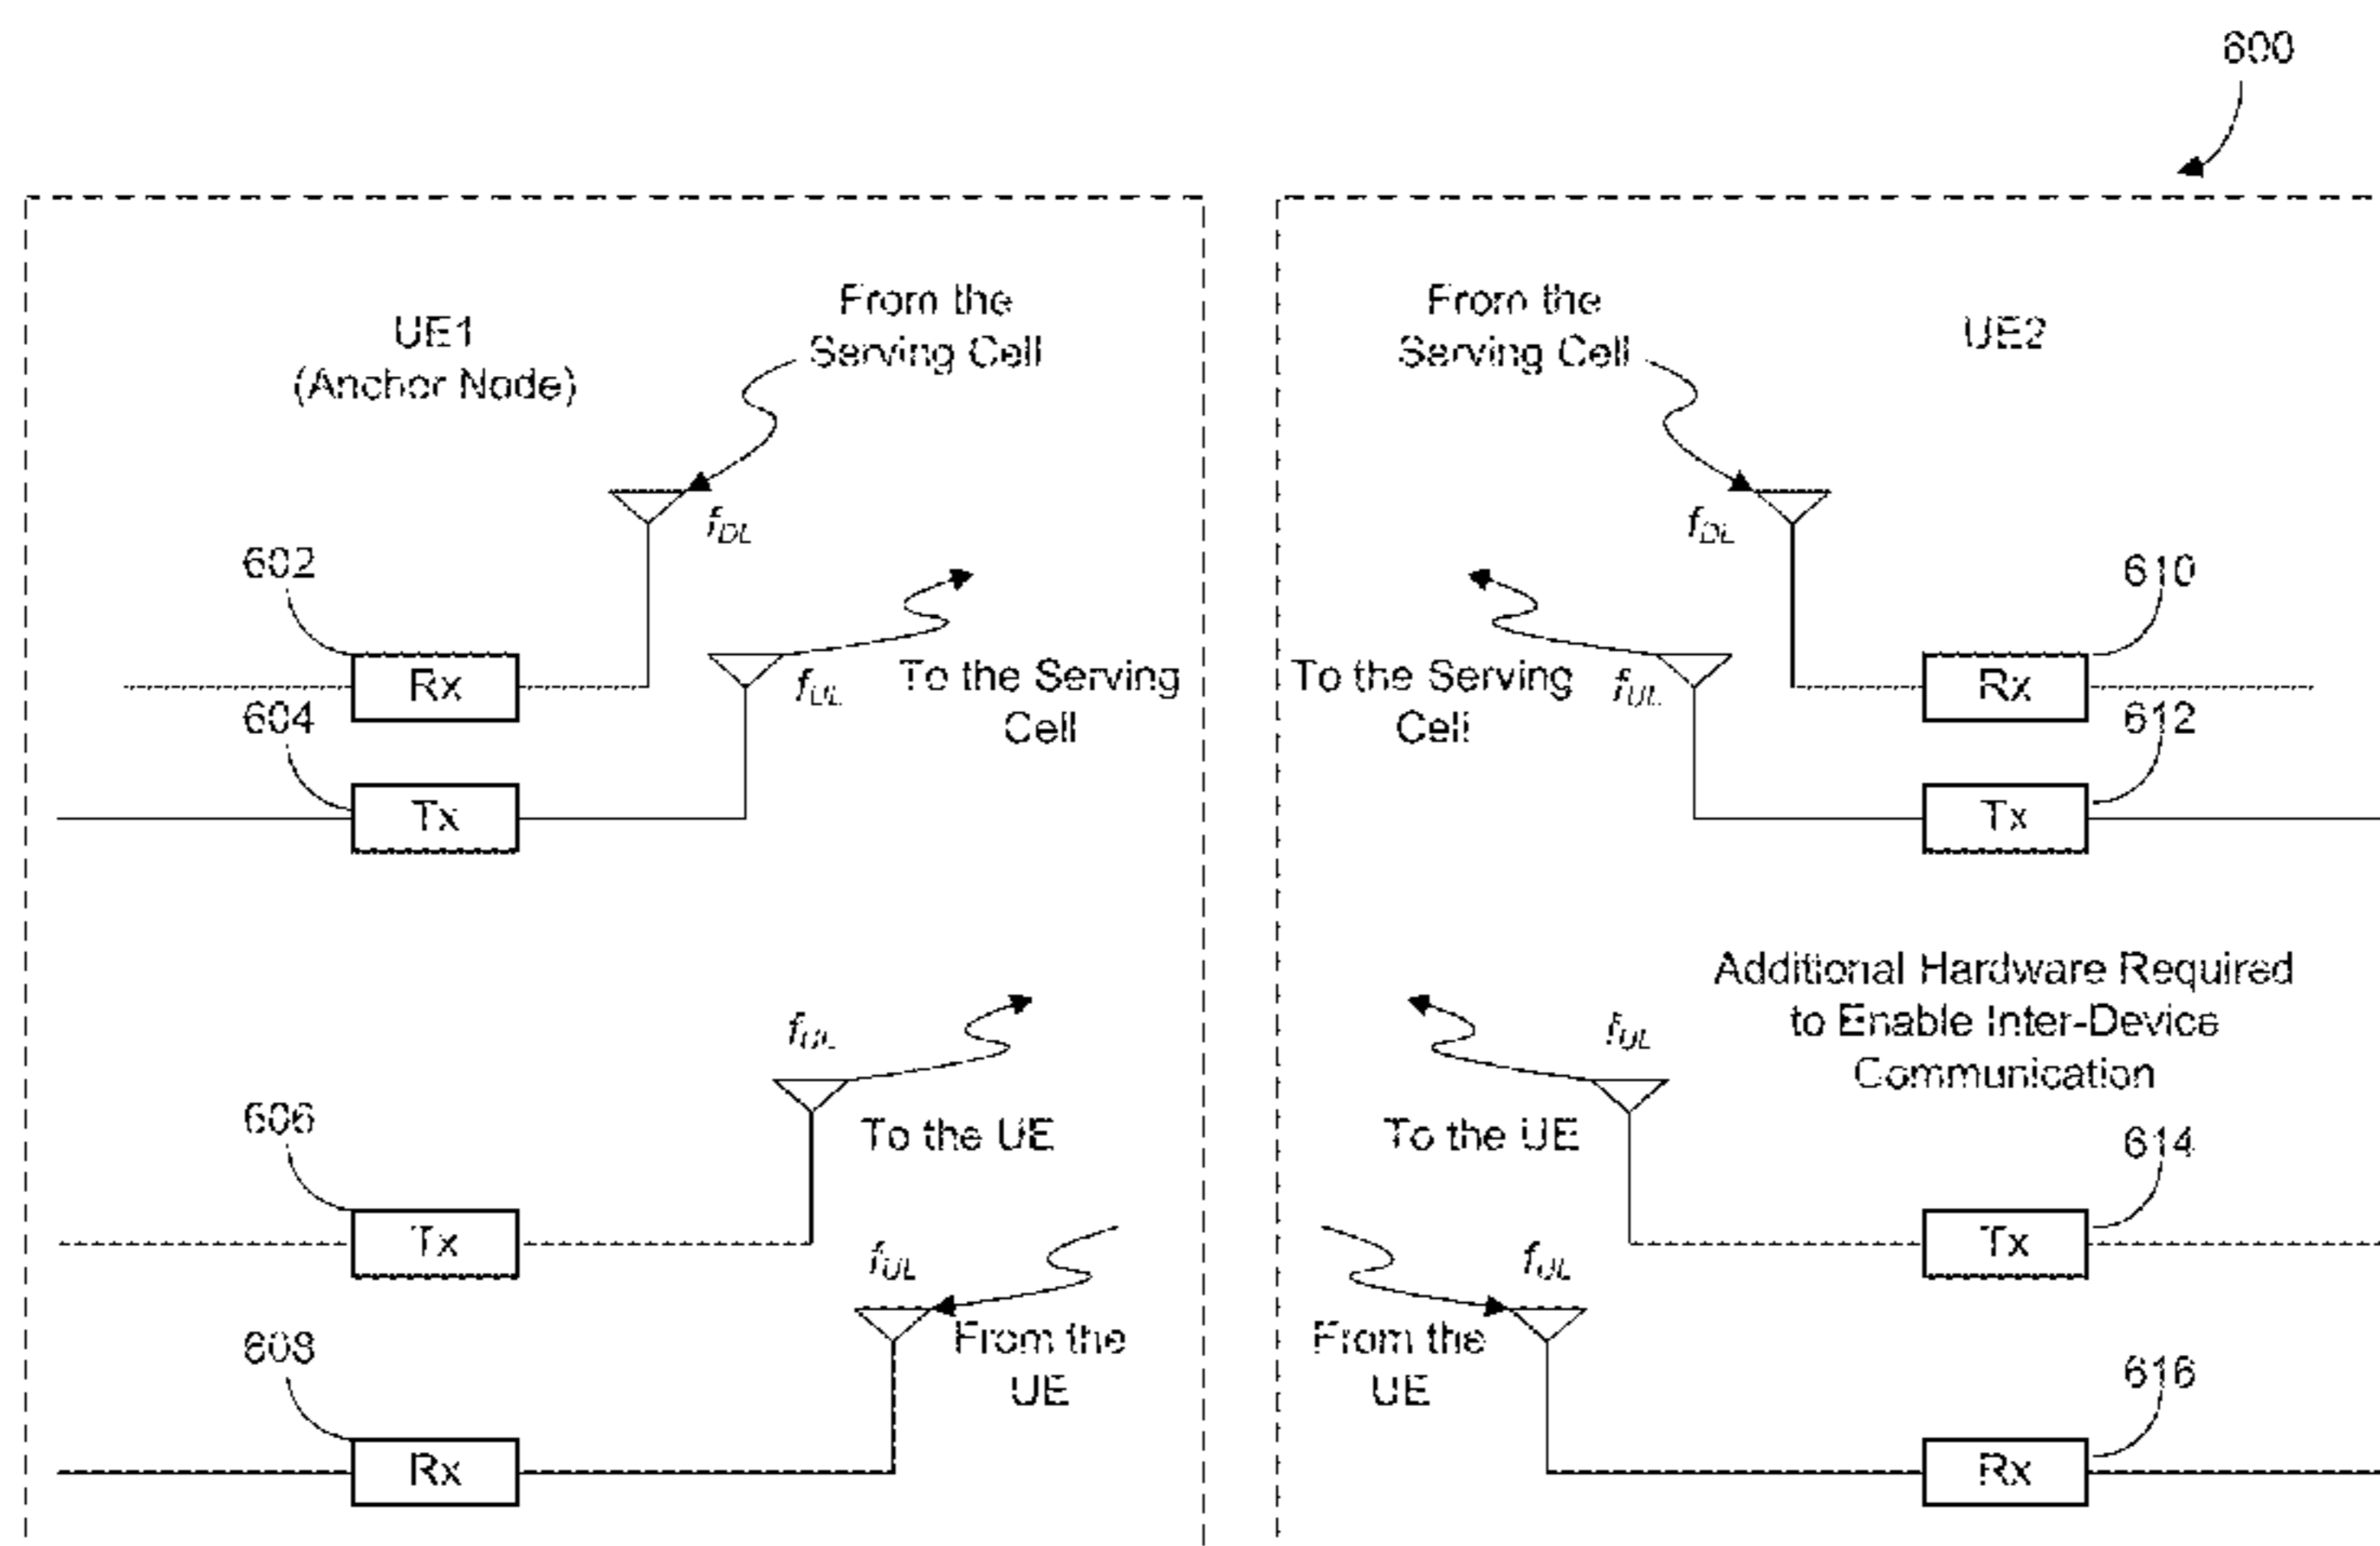 600
UE1
(Anchor Node)
From the
Serving Cell
fDL
602
Rx
fUL
To the Serving
Cell
604
Tx
606
Tx
fUL
To the UE
fUL
From the
UE
608
Rx
From the
Serving Cell
UE2
fDL
610
Rx
To the Serving
Cell
fUL
612
Tx
Additional Hardware Required
to Enable Inter-Device
Communication
fUL
To the UE
614
Tx
fUL
From the
UE
616
Rx